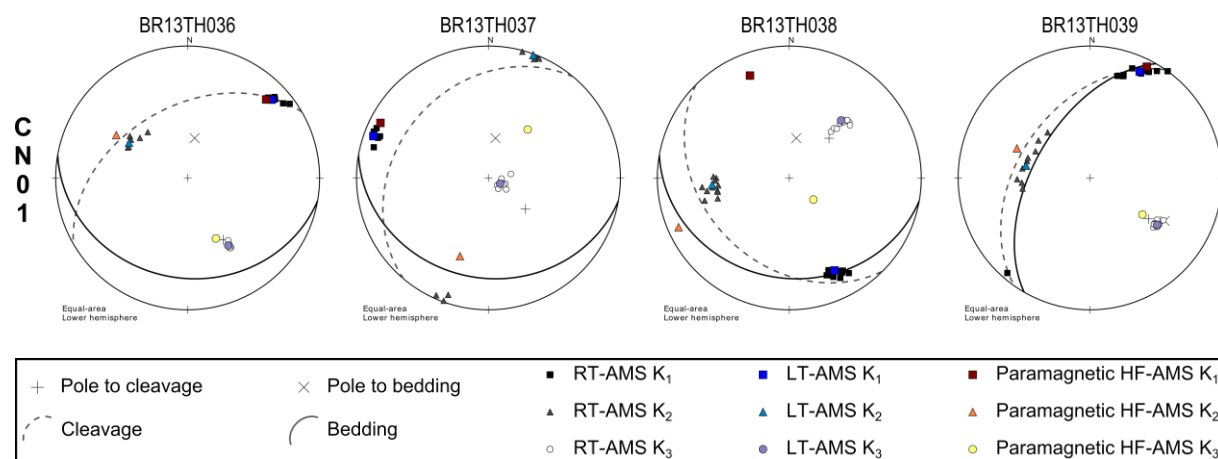 BR13TH036 BR13TH037 BR13TH038 BR13TH039
N N N N
CN01
Equal-area Equal-area Equal-area Equal-area
Lower hemisphere Lower hemisphere Lower hemisphere Lower hemisphere
Pole to cleavage Pole to bedding RT-AMS K1 LT-AMS K1 Paramagnetic HF-AMS K1
Cleavage Bedding RT-AMS K2 LT-AMS K2 Paramagnetic HF-AMS K2
RT-AMS K3 LT-AMS K3 Paramagnetic HF-AMS K3